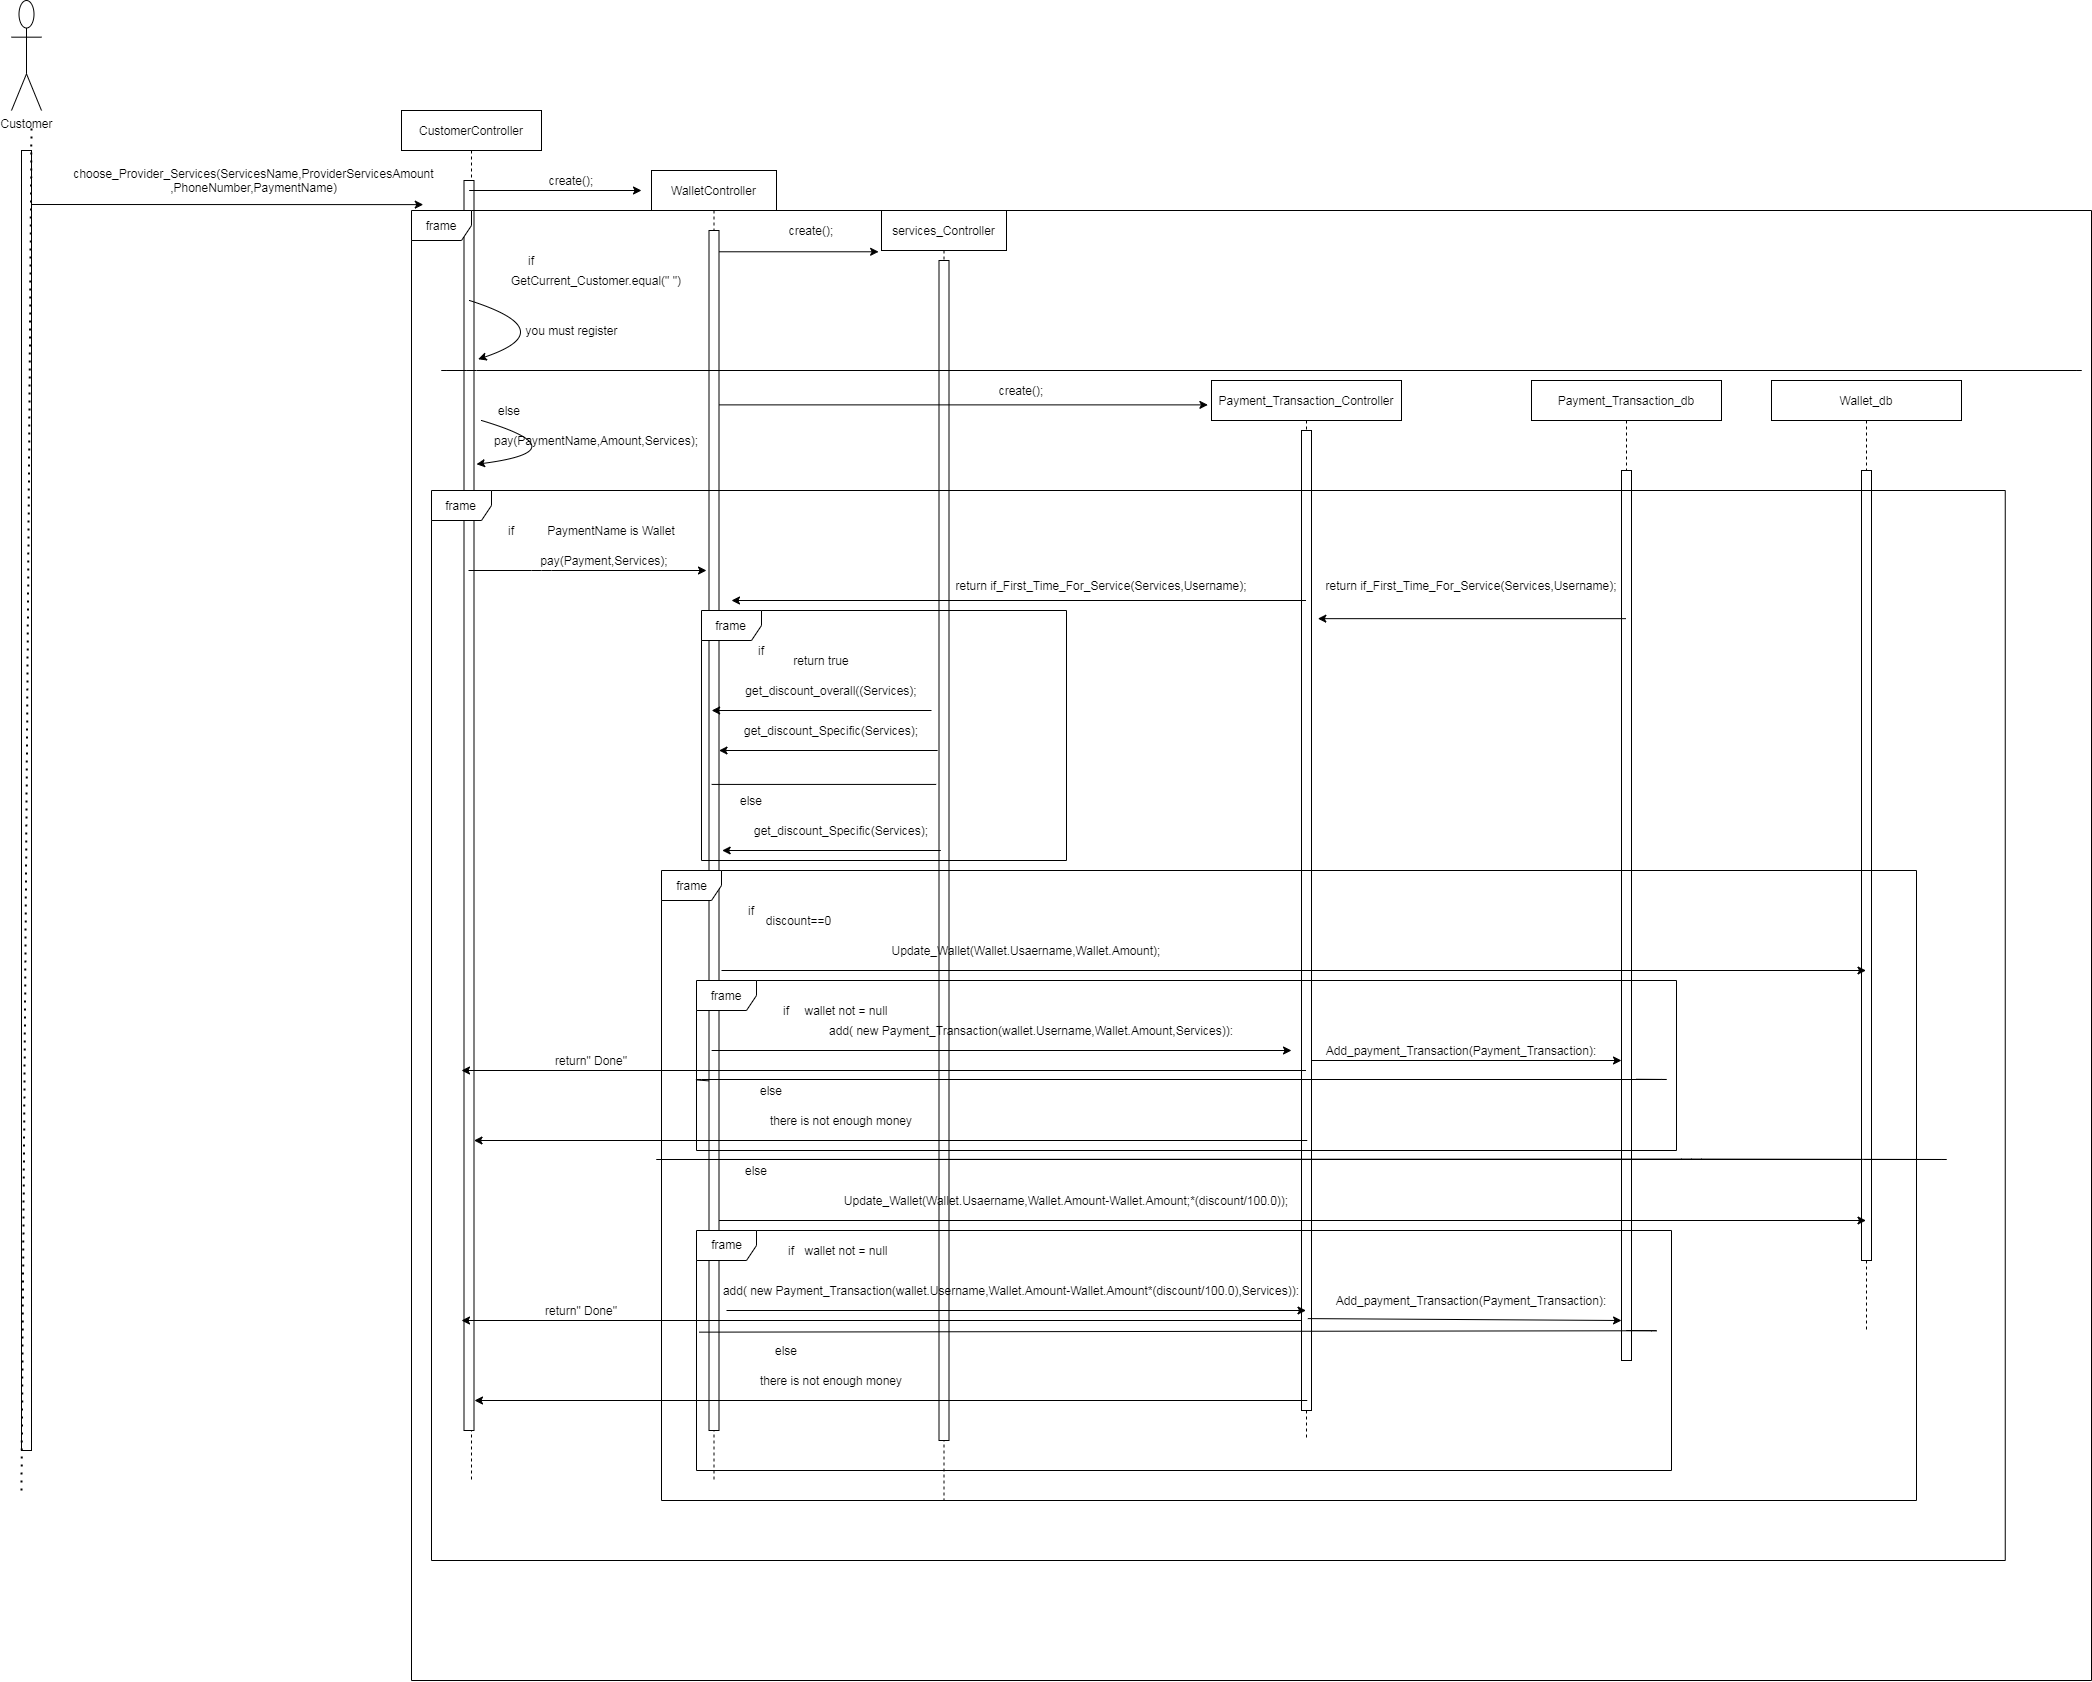 Customer
CustomerController
choose_Provider_Services(ServicesName,ProviderServicesAmount
,PhoneNumber,PaymentName)
create();
WalletController
frame
create();
services_Controller
if
GetCurrent_Customer.equal(" ")
you must register
create();
Payment_Transaction_Controller
Payment_Transaction_db
Wallet_db
else
pay(PaymentName,Amount,Services);
frame
if
PaymentName is Wallet
pay(Payment,Services);
return if_First_Time_For_Service(Services,Username);
return if_First_Time_For_Service(Services,Username);
frame
if
return true
get_discount_overall((Services);
get_discount_Specific(Services);
else
get_discount_Specific(Services);
frame
if
discount==0
Update_Wallet(Wallet.Usaername,Wallet.Amount);
frame
if
wallet not = null
add( new Payment_Transaction(wallet.Username,Wallet.Amount,Services)):
return" Done"
Add_payment_Transaction(Payment_Transaction):
else
there is not enough money
else
Update_Wallet(Wallet.Usaername,Wallet.Amount-Wallet.Amount;*(discount/100.0));
frame
if
wallet not = null
add( new Payment_Transaction(wallet.Username,Wallet.Amount-Wallet.Amount*(discount/100.0),Services)):
return" Done"
Add_payment_Transaction(Payment_Transaction):
else
there is not enough money